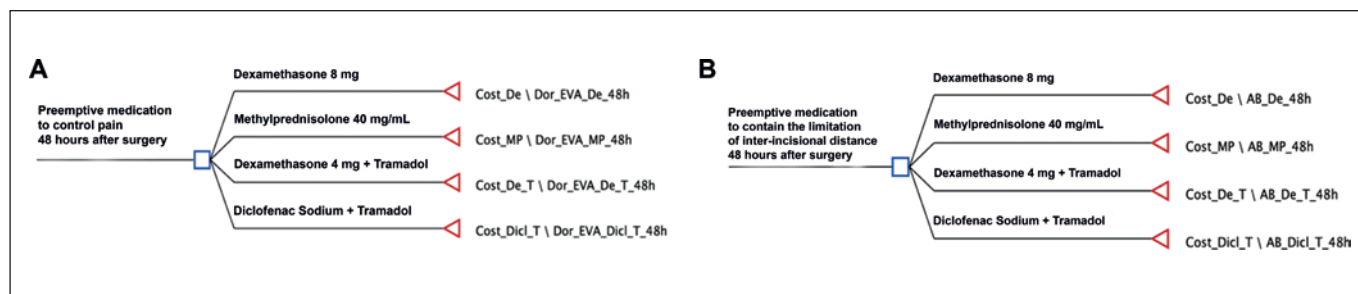 A
Preemptive medication
to control pain
48 hours after surgery
Dexamethasone 8 mg
Cost_De \ Dor_EVA_De_48h
Methylprednisolone 40 mg/mL
Cost_MP \ Dor_EVA_MP_48h
Dexamethasone 4 mg + Tramadol
Cost_De_T \ Dor_EVA_De_T_48h
Diclofenac Sodium + Tramadol
Cost_Dicl_T \ Dor_EVA_Dicl_T_48h
B
Preemptive medication
to contain the limitation
of inter-incisional distance
48 hours after surgery
Dexamethasone 8 mg
Cost_De \ AB_De_48h
Methylprednisolone 40 mg/mL
Cost_MP \ AB_MP_48h
Dexamethasone 4 mg + Tramadol
Cost_De_T \ AB_De_T_48h
Diclofenac Sodium + Tramadol
Cost_Dicl_T \ AB_Dicl_T_48h